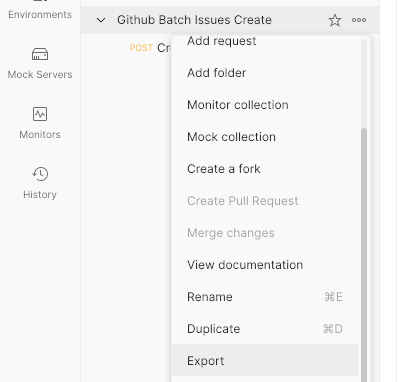 Environments
Mock Servers
Monitors
History
Github Batch Issues Create
POST
Add request
Add folder
Monitor collection
Mock collection
Create a fork
Create Pull Request
Merge changes
View documentation
Rename ⌘E
Duplicate ⌘D
Export